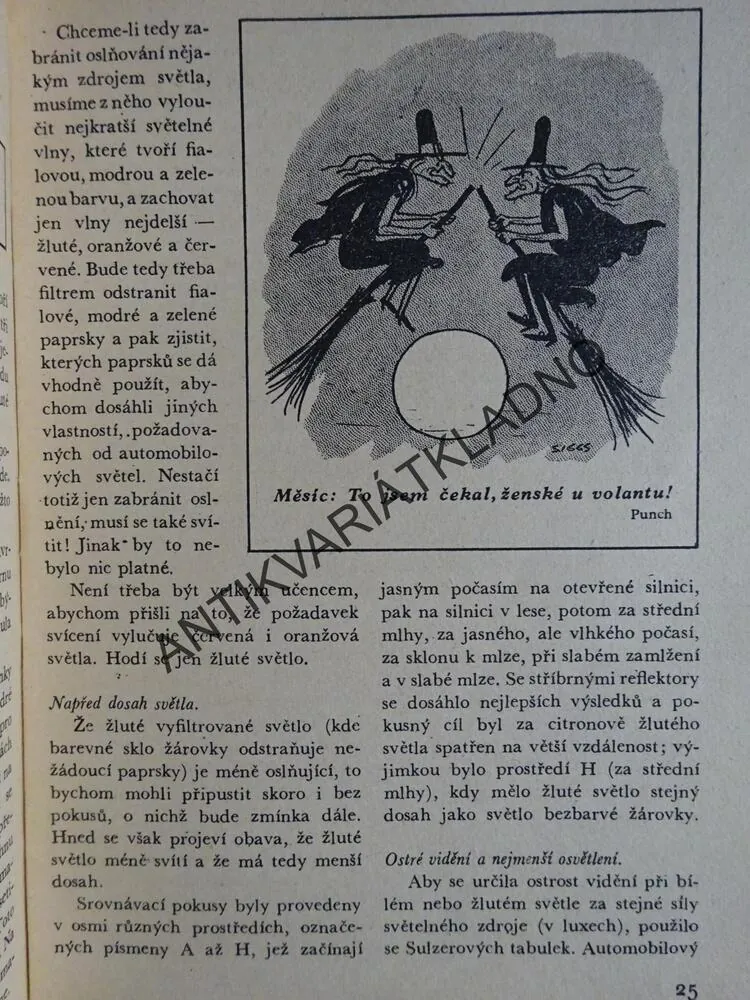 Chceme-li tedy za-
bránit oslňování něja-
kým zdrojem světla,
musíme z něho vylou-
čit nejkratší světelné
vlny, které tvoří fia-
lovou, modrou a zele-
nou barvu, a zachovat
jen vlny nejdelší —
žluté, oranžové a čer-
vené. Bude tedy třeba
filtrem odstranit fia-
lové, modré a zelené
paprsky a pak zjistit,
kterých paprsků se dá
vhodně použít, aby-
chom dosáhli jiných
vlastností, požadova-
ných od automobilo-
vých světel. Nestačí
totiž jen zabránit osl-
nění, musí se také sví-
tit! Jinak by to ne-
bylo nic platné.
SIGGS
Měsíc: To jsem čekal, ženské u volantu!
Punch
Není třeba být velkým učencem,
abychom přišli na to, že požadavek
svícení vylučuje červená i oranžová
světla. Hodí se jen žluté světlo.
Napřed dosah světla.
Že žluté vyfiltrované světlo (kde
barevné sklo žárovky odstraňuje ne-
žádoucí paprsky) je méně oslňující, to
bychom mohli připustit skoro i bez
pokusů, o nichž bude zmínka dále.
Hned se však projeví obava, že žluté
světlo méně svítí a že má tedy menší
dosah.
Srovnávací pokusy byly provedeny
v osmi různých prostředích, označe-
ných písmeny A až H, jež začínají
jasným počasím na otevřené silnici,
pak na silnici v lese, potom za střední
mlhy, za jasného, ale vlhkého počasí,
za sklonu k mlze, při slabém zamlžení
a v slabé mlze. Se stříbrnými reflektory
se dosáhlo nejlepších výsledků a po-
kusný cíl byl za citronově žlutého
světla spatřen na větší vzdálenost; vý-
jimkou bylo prostředí H (za střední
mlhy), kdy mělo žluté světlo stejný
dosah jako světlo bezbarvé žárovky.
Ostré vidění a nejmenší osvětlení.
Aby se určila ostrost vidění při bí-
lém nebo žlutém světle za stejné síly
světelného zdroje (v luxech), použilo
se Sulzerových tabulek. Automobilový
25
ANTIKVARIÁTKLADNO